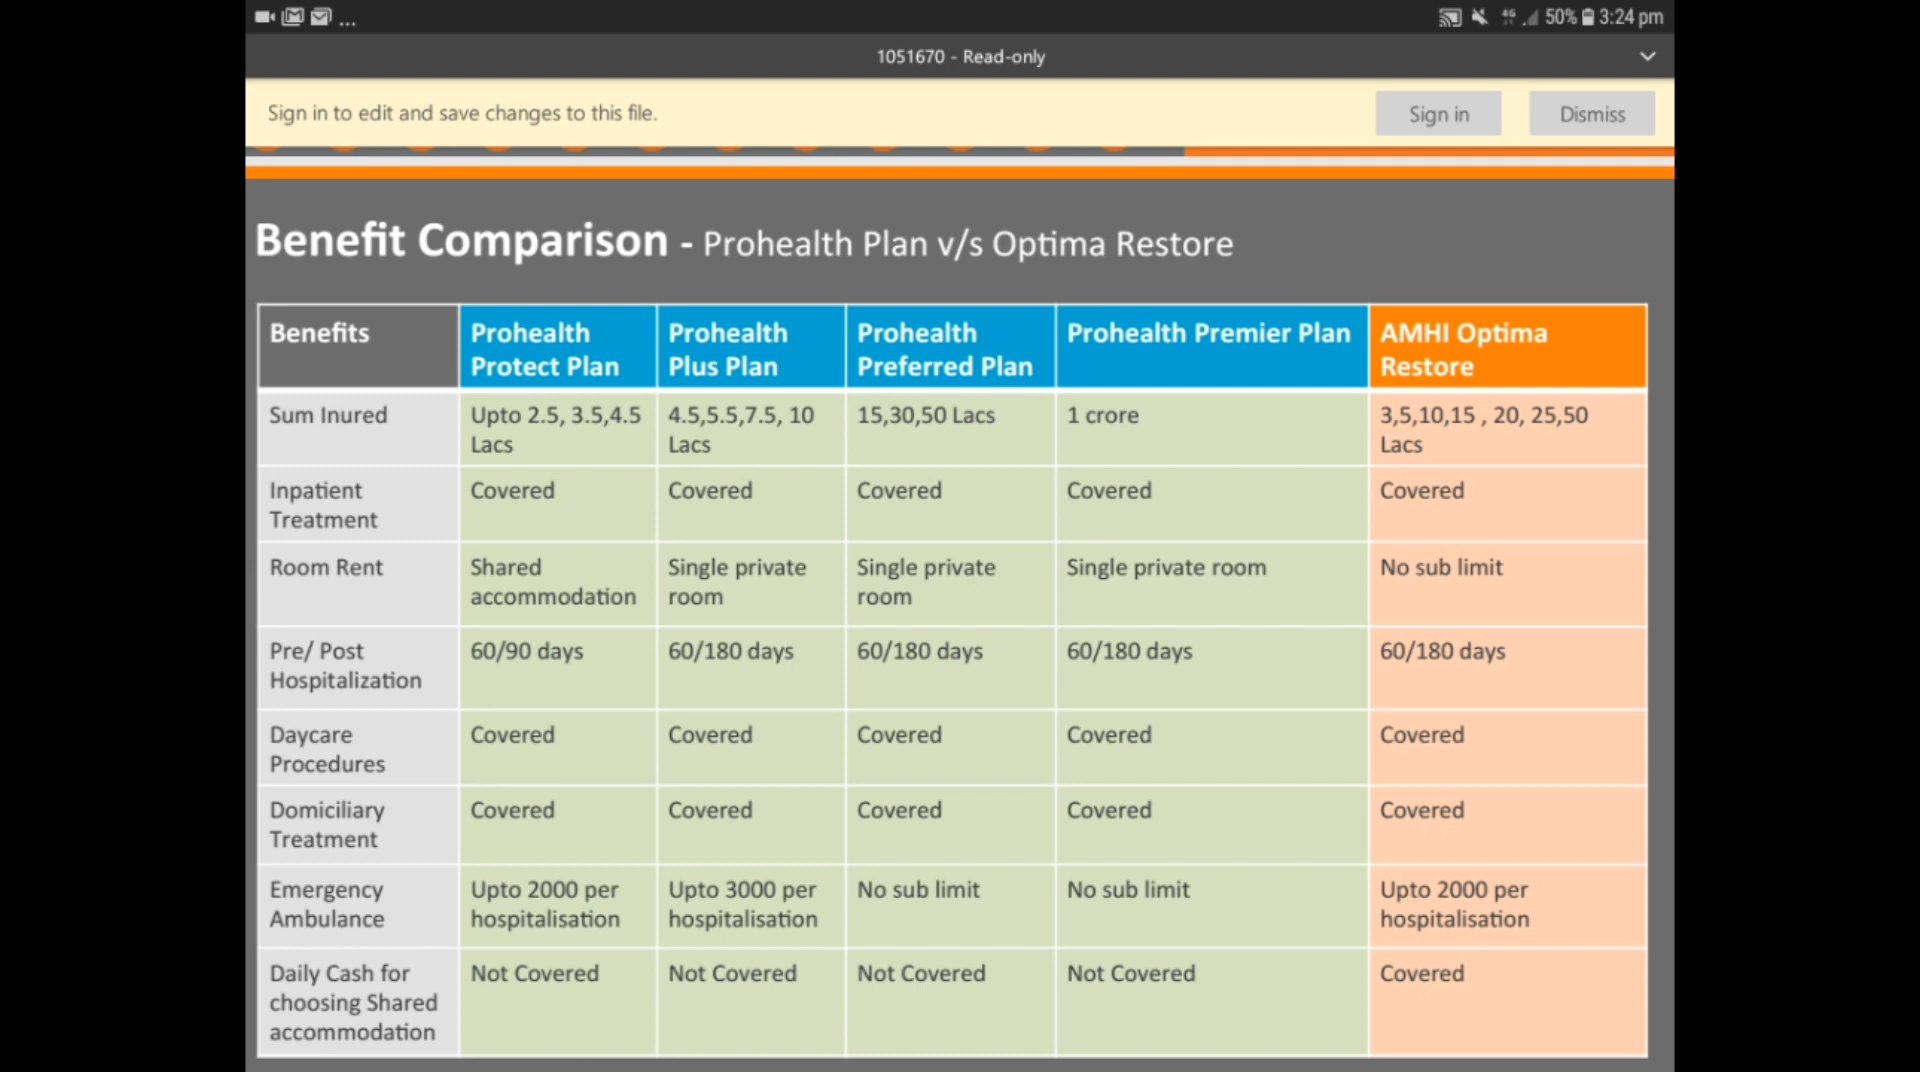 ... 4G 50% 3:24 pm
1051670 - Read-only
Sign in to edit and save changes to this file. Sign in Dismiss
Benefit Comparison - Prohealth Plan v/s Optima Restore
Benefits
Prohealth
Protect Plan
Prohealth
Plus Plan
Prohealth
Preferred Plan
Prohealth Premier Plan
AMHI Optima
Restore
Sum Inured
Upto 2.5, 3.5,4.5
Lacs
4.5,5.5,7.5, 10
Lacs
15,30,50 Lacs
1 crore
3,5,10,15 , 20, 25,50
Lacs
Inpatient
Treatment
Covered
Covered
Covered
Covered
Covered
Room Rent
Shared
accommodation
Single private
room
Single private
room
Single private room
No sub limit
Pre/ Post
Hospitalization
60/90 days
60/180 days
60/180 days
60/180 days
60/180 days
Daycare
Procedures
Covered
Covered
Covered
Covered
Covered
Domiciliary
Treatment
Covered
Covered
Covered
Covered
Covered
Emergency
Ambulance
Upto 2000 per
hospitalisation
Upto 3000 per
hospitalisation
No sub limit
No sub limit
Upto 2000 per
hospitalisation
Daily Cash for
choosing Shared
accommodation
Not Covered
Not Covered
Not Covered
Not Covered
Covered